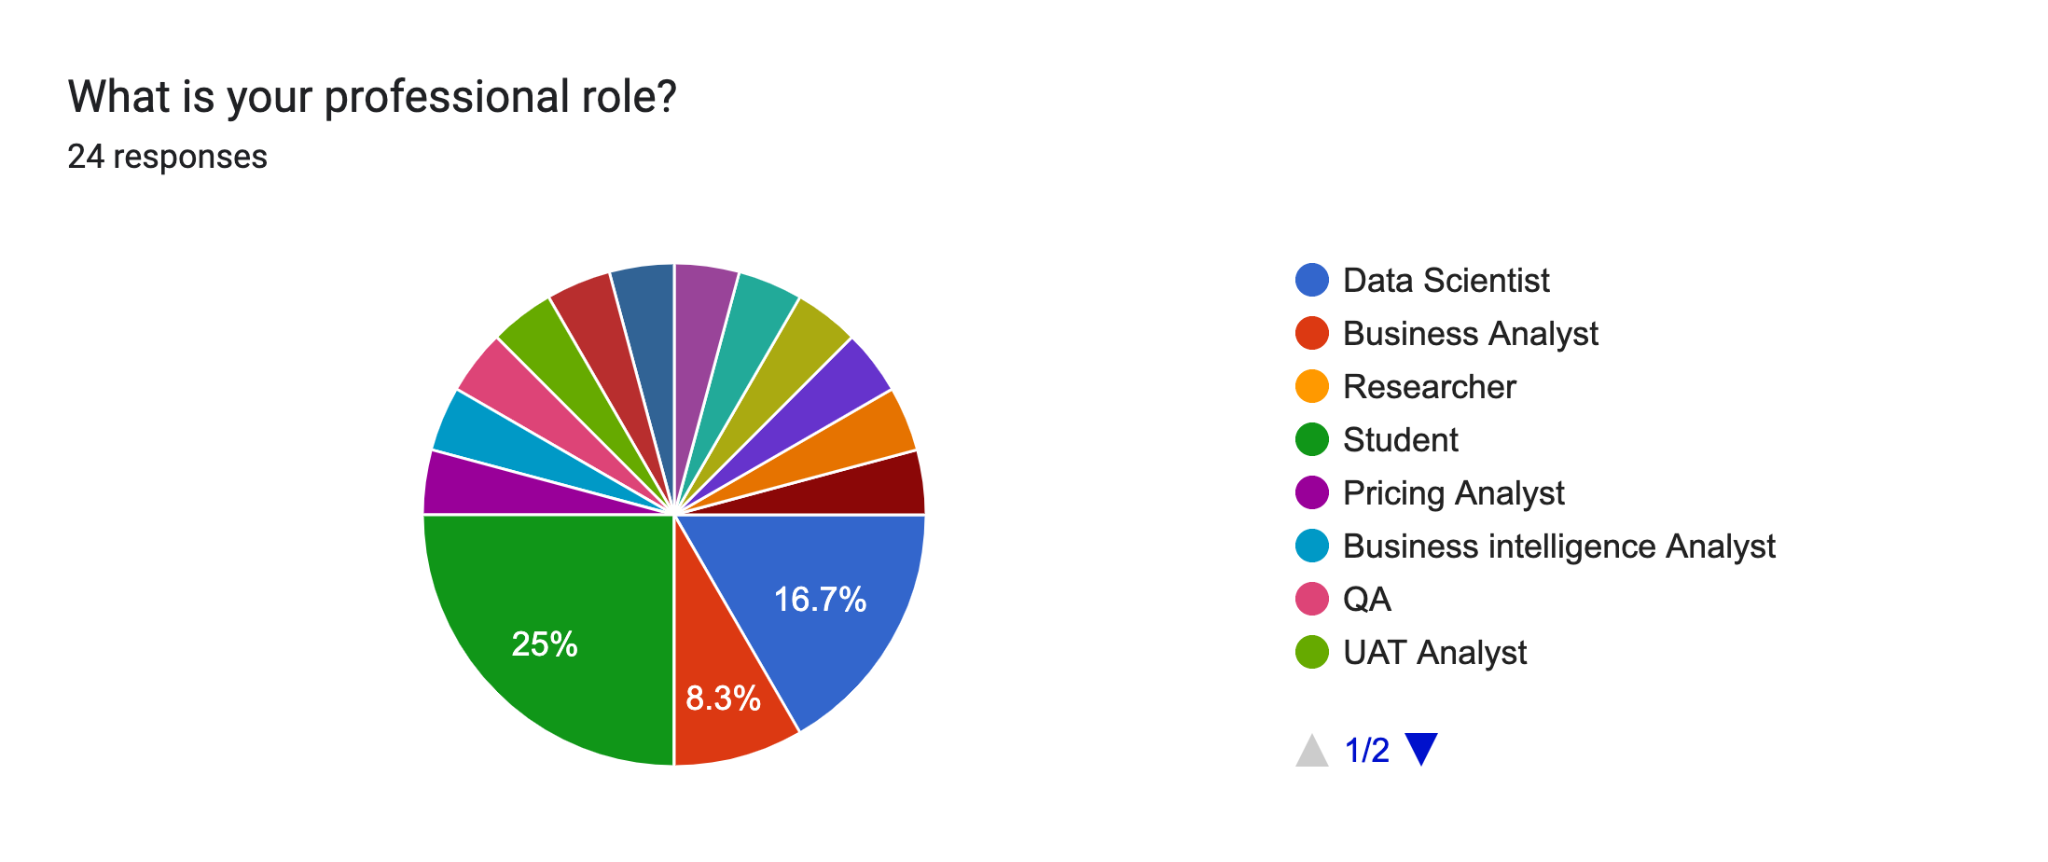 What is your professional role?
24 responses
16.7%
25%
8.3%
Data Scientist
Business Analyst
Researcher
Student
Pricing Analyst
Business intelligence Analyst
QA
UAT Analyst
1/2